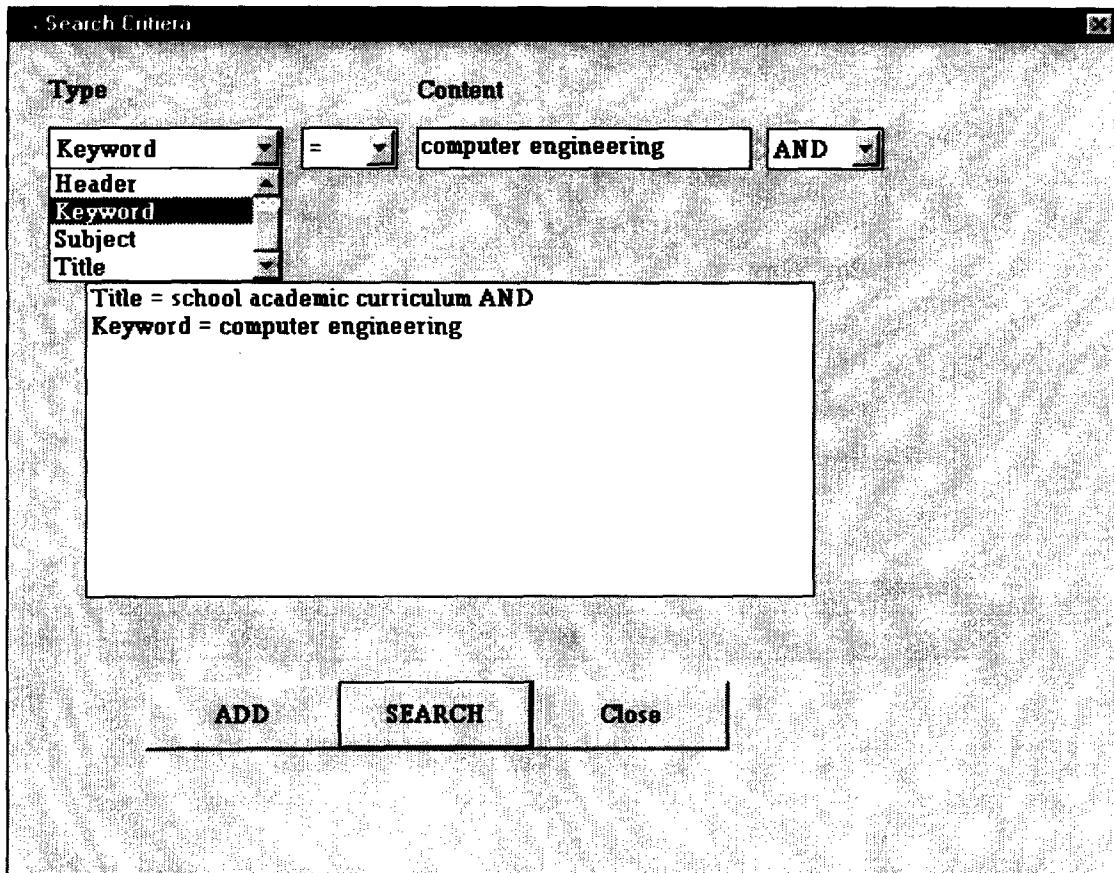 Search Critiera
Type Content
Keyword = computer engineering AND
Header
Keyword
Subject
Title
Title = school academic curriculum AND
Keyword = computer engineering
ADD SEARCH Close